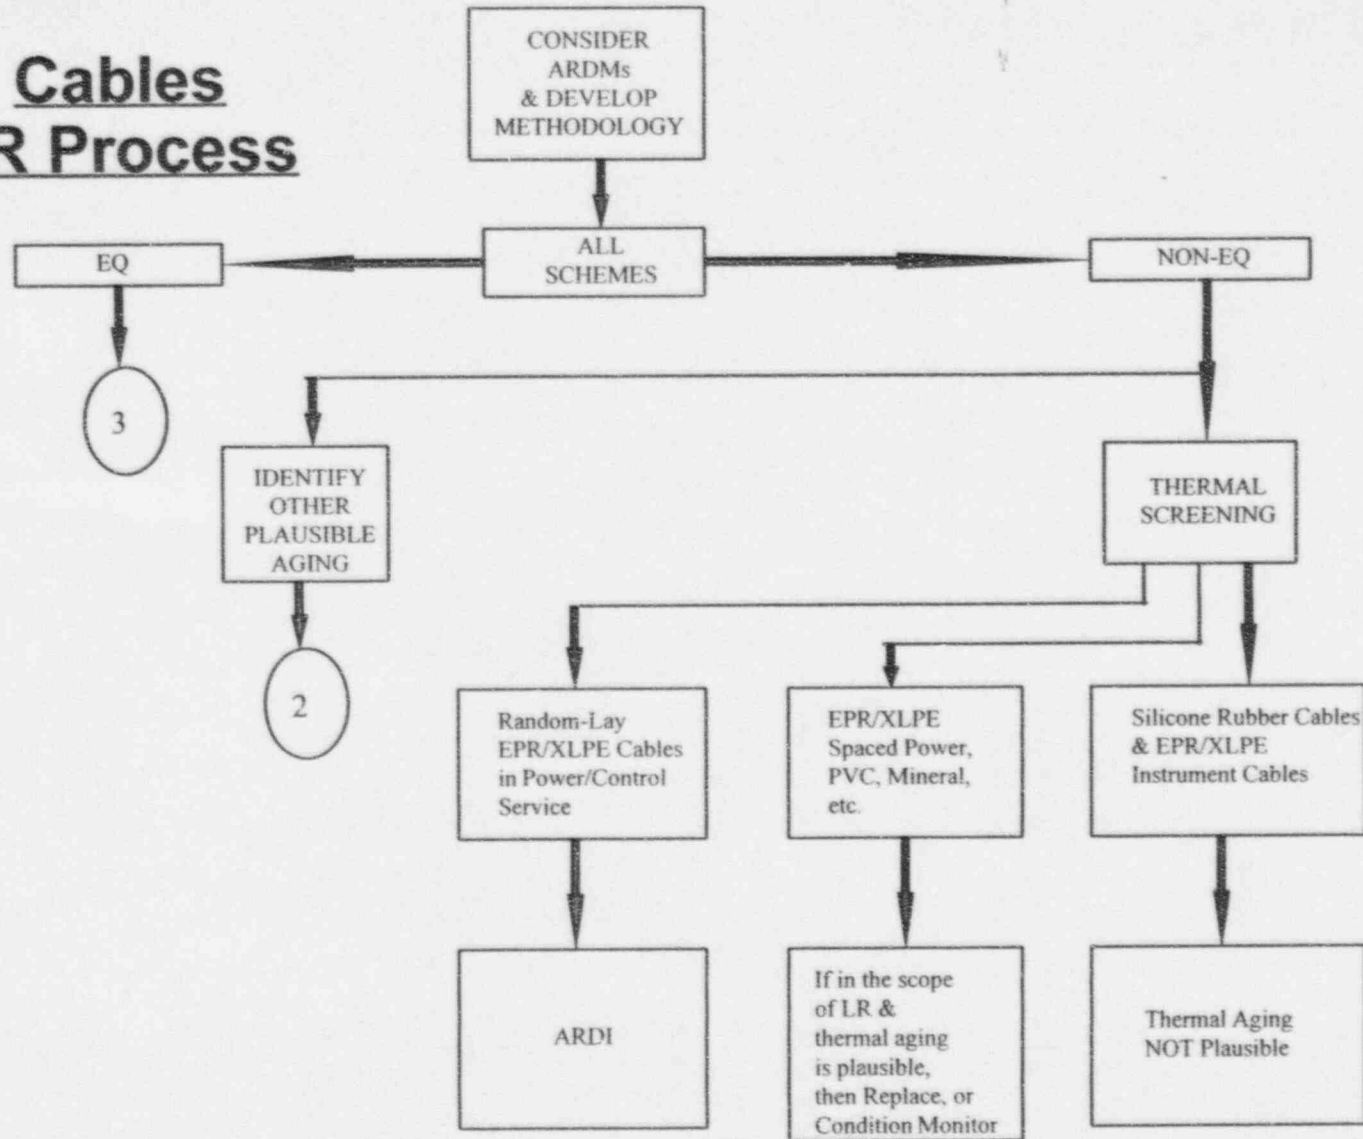 Cables
R Process
CONSIDER
ARDMs
& DEVELOP
METHODOLOGY
EQ
ALL
SCHEMES
NON-EQ
3
IDENTIFY
OTHER
PLAUSIBLE
AGING
THERMAL
SCREENING
2
Random-Lay
EPR/XLPE Cables
in Power/Control
Service
EPR/XLPE
Spaced Power,
PVC, Mineral,
etc.
Silicone Rubber Cables
& EPR/XLPE
Instrument Cables
ARDI
If in the scope
of LR &
thermal aging
is plausible,
then Replace, or
Condition Monitor
Thermal Aging
NOT Plausible